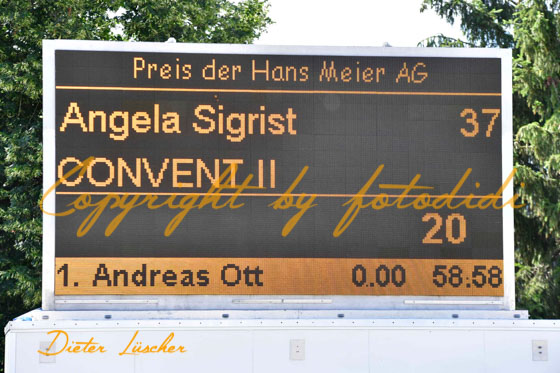 Preis der Hans Meier AG
Angela Sigrist 37
CONVENT II
Copyright by fotodidi
20
1. Andreas Ott 0.00 58:58
Dieter Lüscher